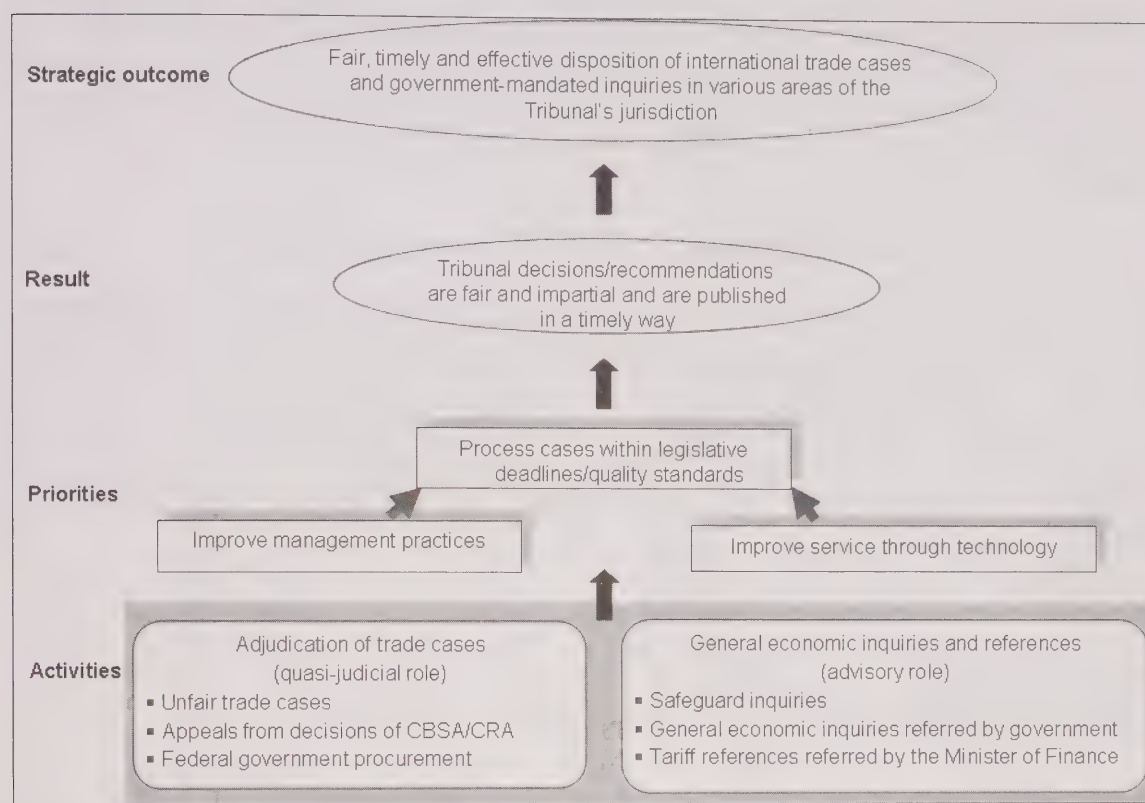 Strategic outcome
Fair, timely and effective disposition of international trade cases
and government-mandated inquiries in various areas of the
Tribunal's jurisdiction
Result
Tribunal decisions/recommendations
are fair and impartial and are published
in a timely way
Priorities
Process cases within legislative
deadlines/quality standards
Improve management practices
Improve service through technology
Activities
Adjudication of trade cases
(quasi-judicial role)
▪ Unfair trade cases
▪ Appeals from decisions of CBSA/CRA
▪ Federal government procurement
General economic inquiries and references
(advisory role)
▪ Safeguard inquiries
▪ General economic inquiries referred by government
▪ Tariff references referred by the Minister of Finance